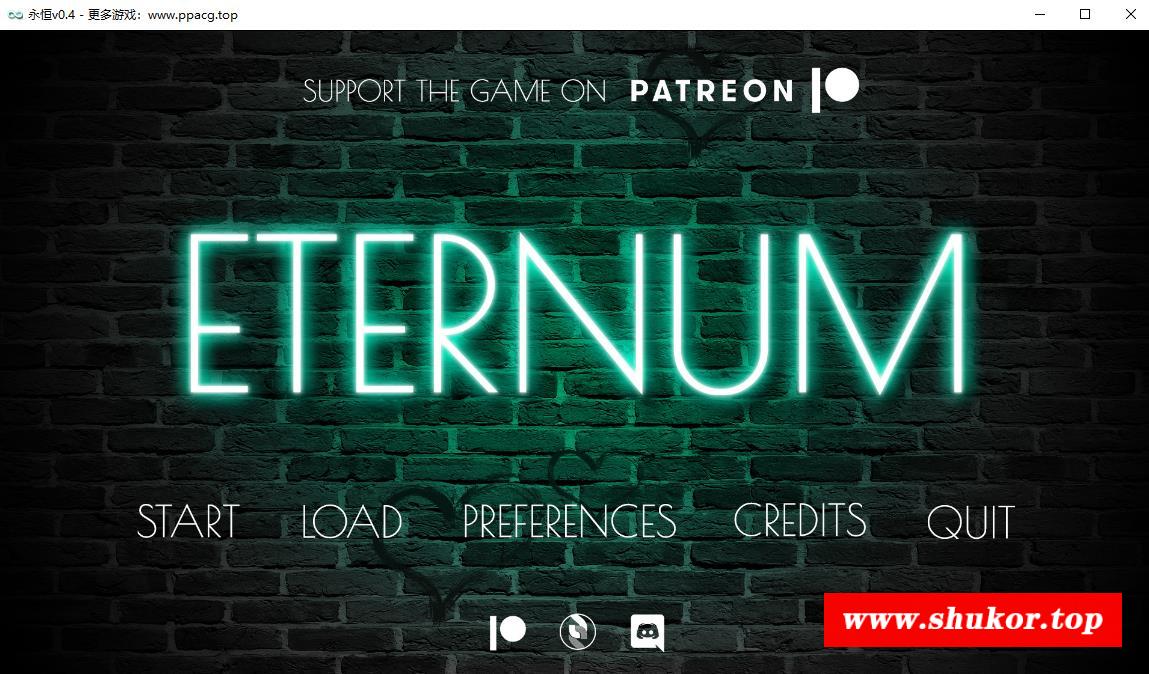 永恒v0.4 - 更多游戏：www.ppacg.top
SUPPORT THE GAME ON PATREON
ETERNUM
START LOAD PREFERENCES CREDITS QUIT
www.shukor.top